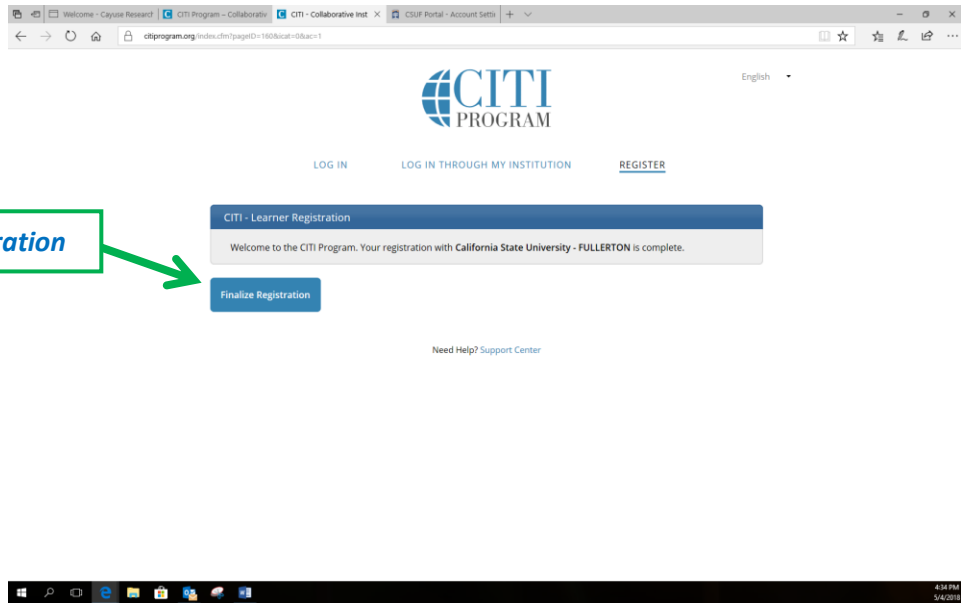 Welcome - Cayuse Research
CITI Program – Collaborativ
CITI - Collaborative Inst
CSUF Portal - Account Setti
citiprogram.org/index.cfm?pageID=160&icat=0&ac=1
CITI
PROGRAM
English
LOG IN
LOG IN THROUGH MY INSTITUTION
REGISTER
CITI - Learner Registration
ration
Welcome to the CITI Program. Your registration with California State University - FULLERTON is complete.
Finalize Registration
Need Help? Support Center
4:34 PM
5/4/2018